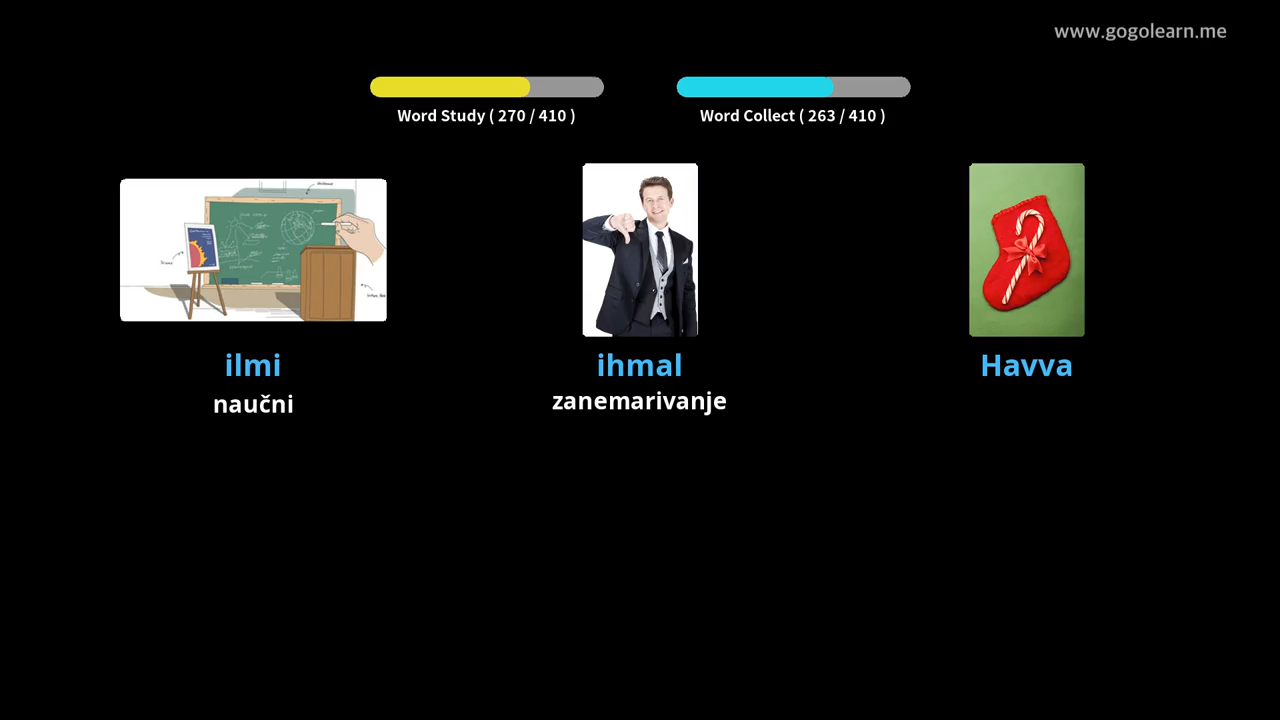 www.gogolearn.me
Word Study ( 270 / 410 )
Word Collect ( 263 / 410 )
ilmi
naučni
ihmal
zanemarivanje
Havva